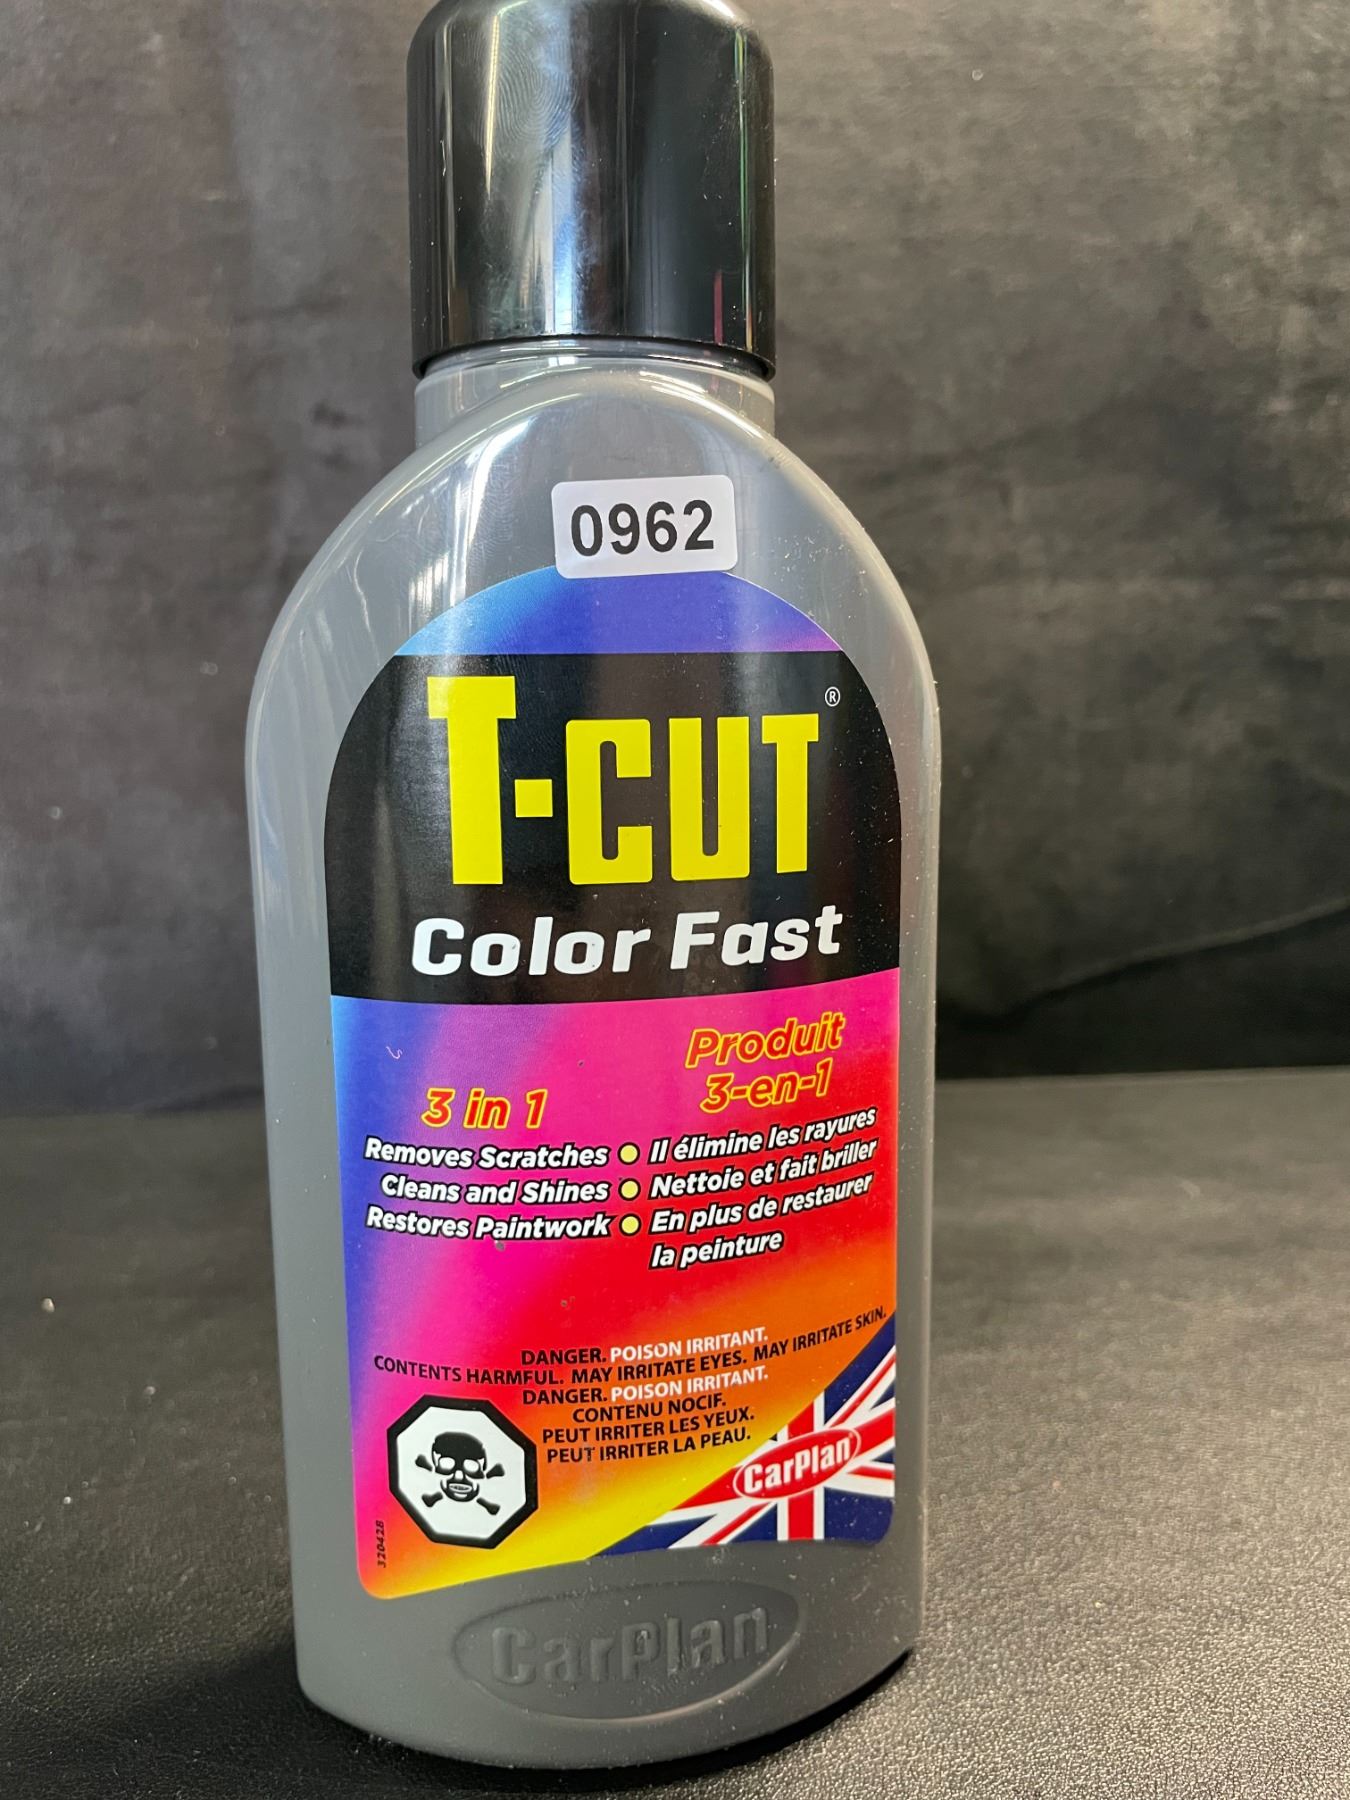 0962
T-CUT®
Color Fast
3 in 1
Removes Scratches
Cleans and Shines
Restores Paintwork
Produit
3-en-1
Il élimine les rayures
Nettoie et fait briller
En plus de restaurer
la peinture
DANGER. POISON IRRITANT.
CONTENTS HARMFUL. MAY IRRITATE EYES. MAY IRRITATE SKIN.
DANGER. POISON IRRITANT.
CONTENU NOCIF.
PEUT IRRITER LES YEUX.
PEUT IRRITER LA PEAU.
CarPlan
32042B
CarPlan